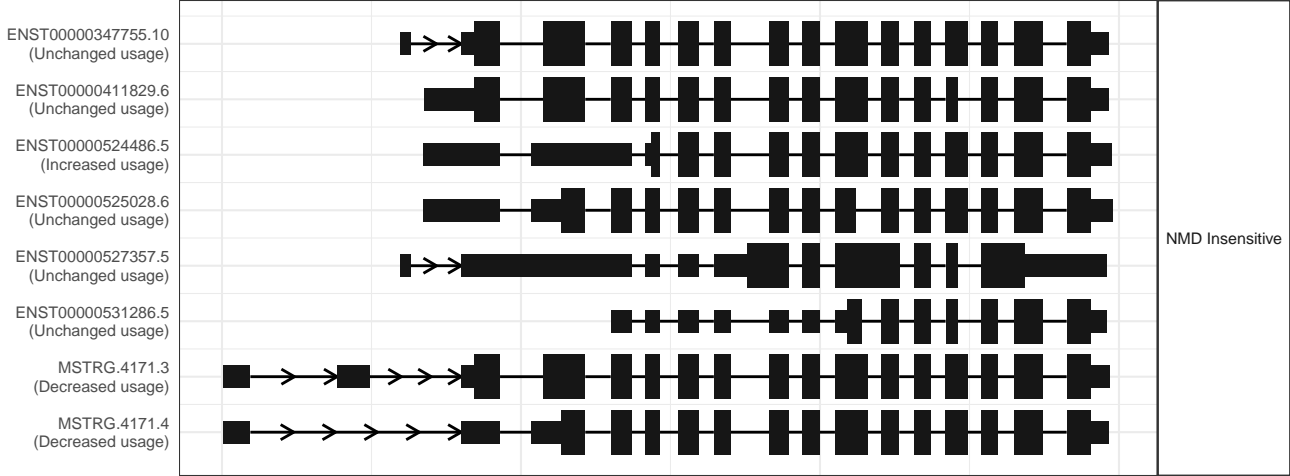 ENST00000347755.10
(Unchanged usage)
ENST00000411829.6
(Unchanged usage)
ENST00000524486.5
(Increased usage)
ENST00000525028.6
(Unchanged usage)
ENST00000527357.5
(Unchanged usage)
ENST00000531286.5
(Unchanged usage)
MSTRG.4171.3
(Decreased usage)
MSTRG.4171.4
(Decreased usage)
NMD Insensitive